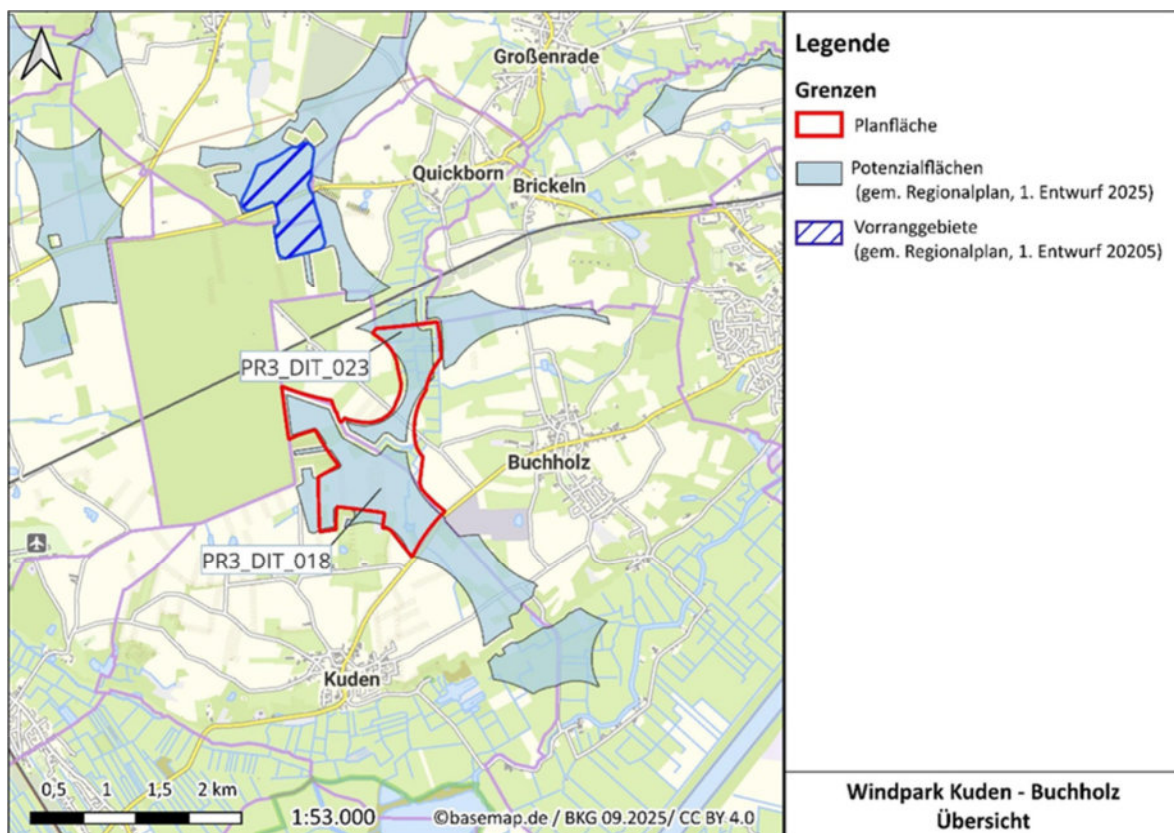 Großenrade
Quickborn
Brickeln
PR3_DIT_023
Buchholz
PR3_DIT_018
Kuden
0,5 1 1,5 2 km
1:53.000
©basemap.de / BKG 09.2025/ CC BY 4.0
Legende
Grenzen
Planfläche
Potenzialflächen
(gem. Regionalplan, 1. Entwurf 2025)
Vorranggebiete
(gem. Regionalplan, 1. Entwurf 20205)
Windpark Kuden - Buchholz
Übersicht